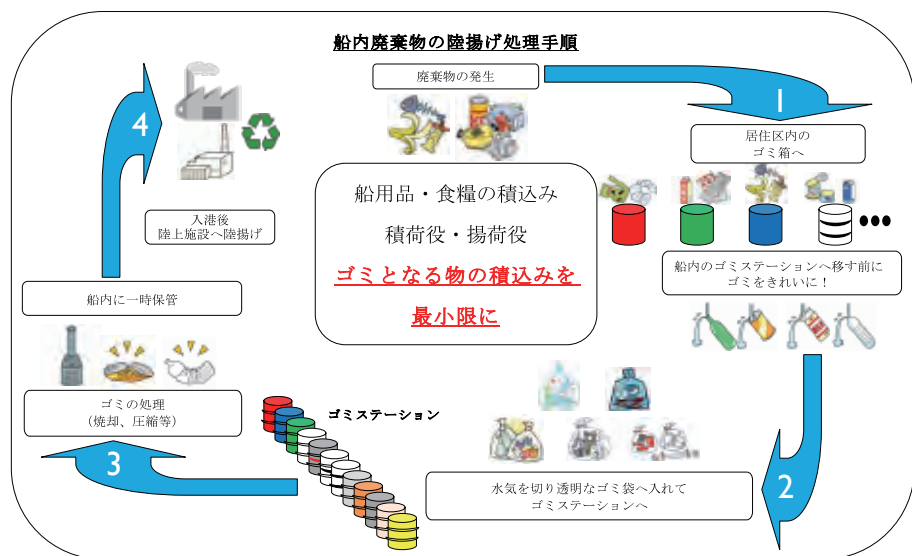 船内廃棄物の陸揚げ処理手順
廃棄物の発生
1
居住区内の
ゴミ箱へ
船内のゴミステーションへ移す前に
ゴミをきれいに！
2
水気を切り透明なゴミ袋へ入れて
ゴミステーションへ
ゴミステーション
3
ゴミの処理
（焼却、圧縮等）
船内に一時保管
4
入港後
陸上施設へ陸揚げ
船用品・食糧の積込み
積荷役・揚荷役
ゴミとなる物の積込みを
最小限に